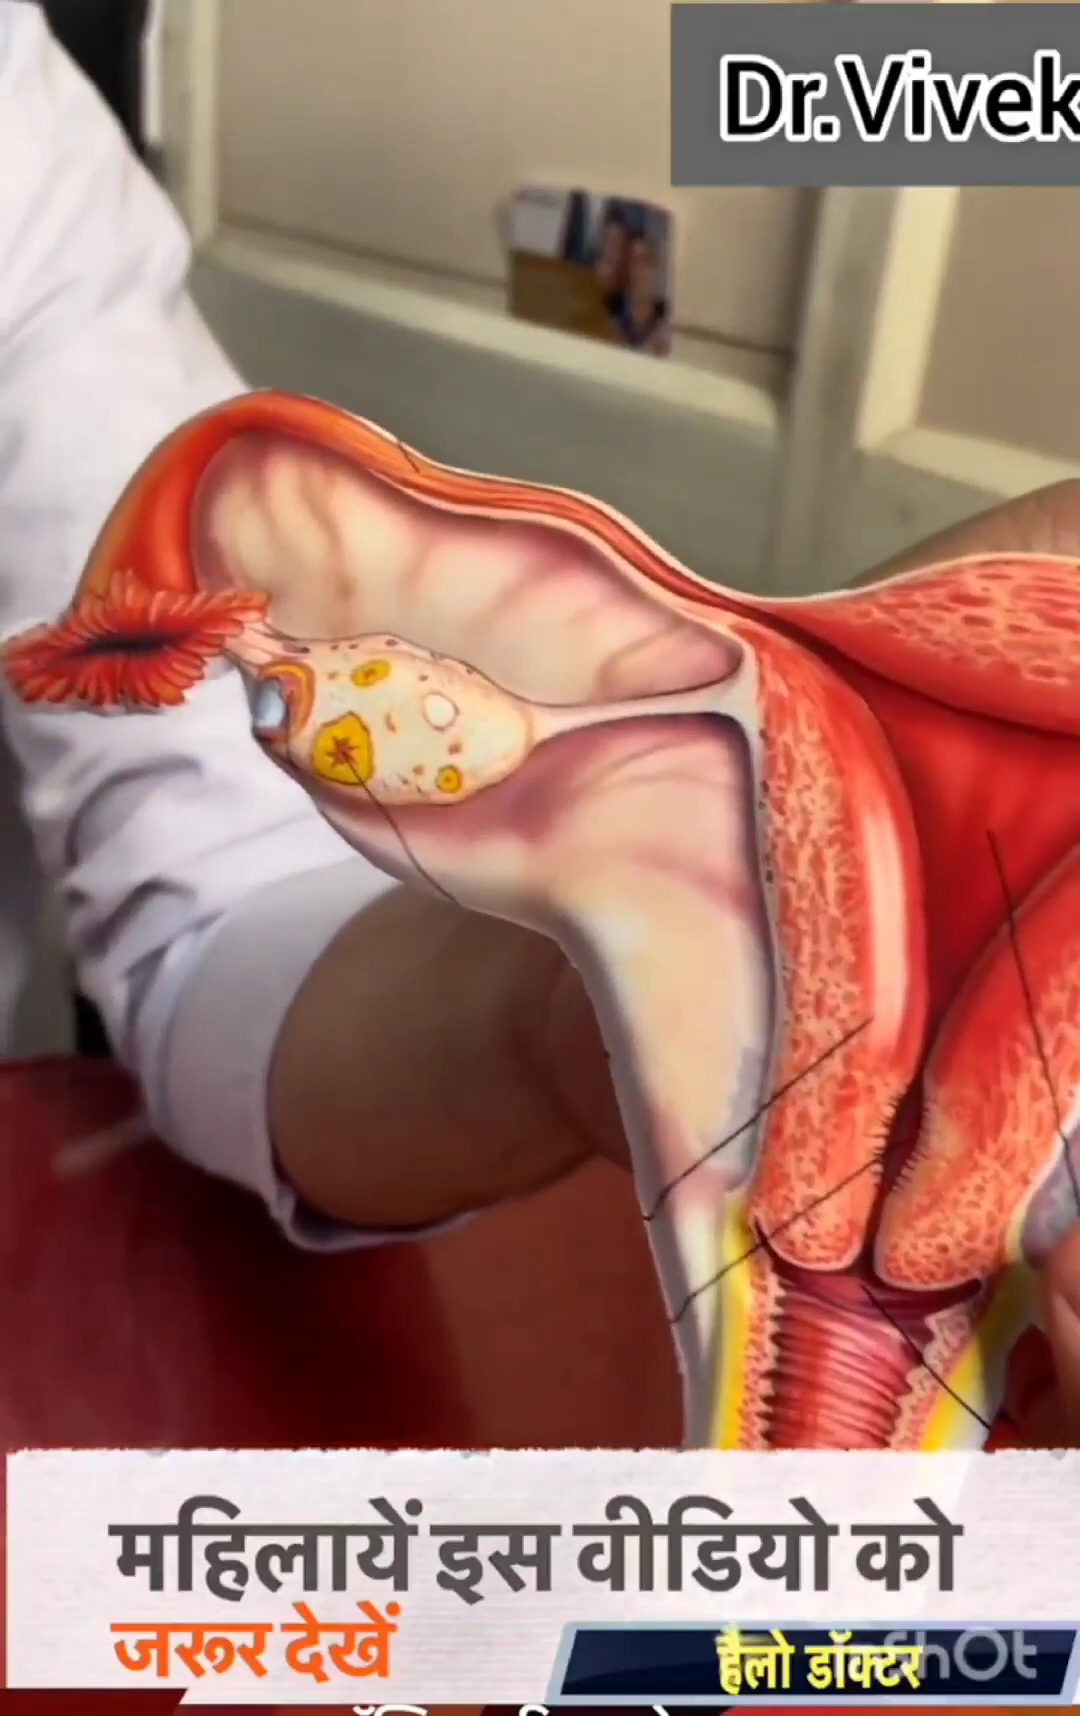 Dr.Vivek
महिलायें इस वीडियो को
जरूर देखें
हैलो डॉक्टर